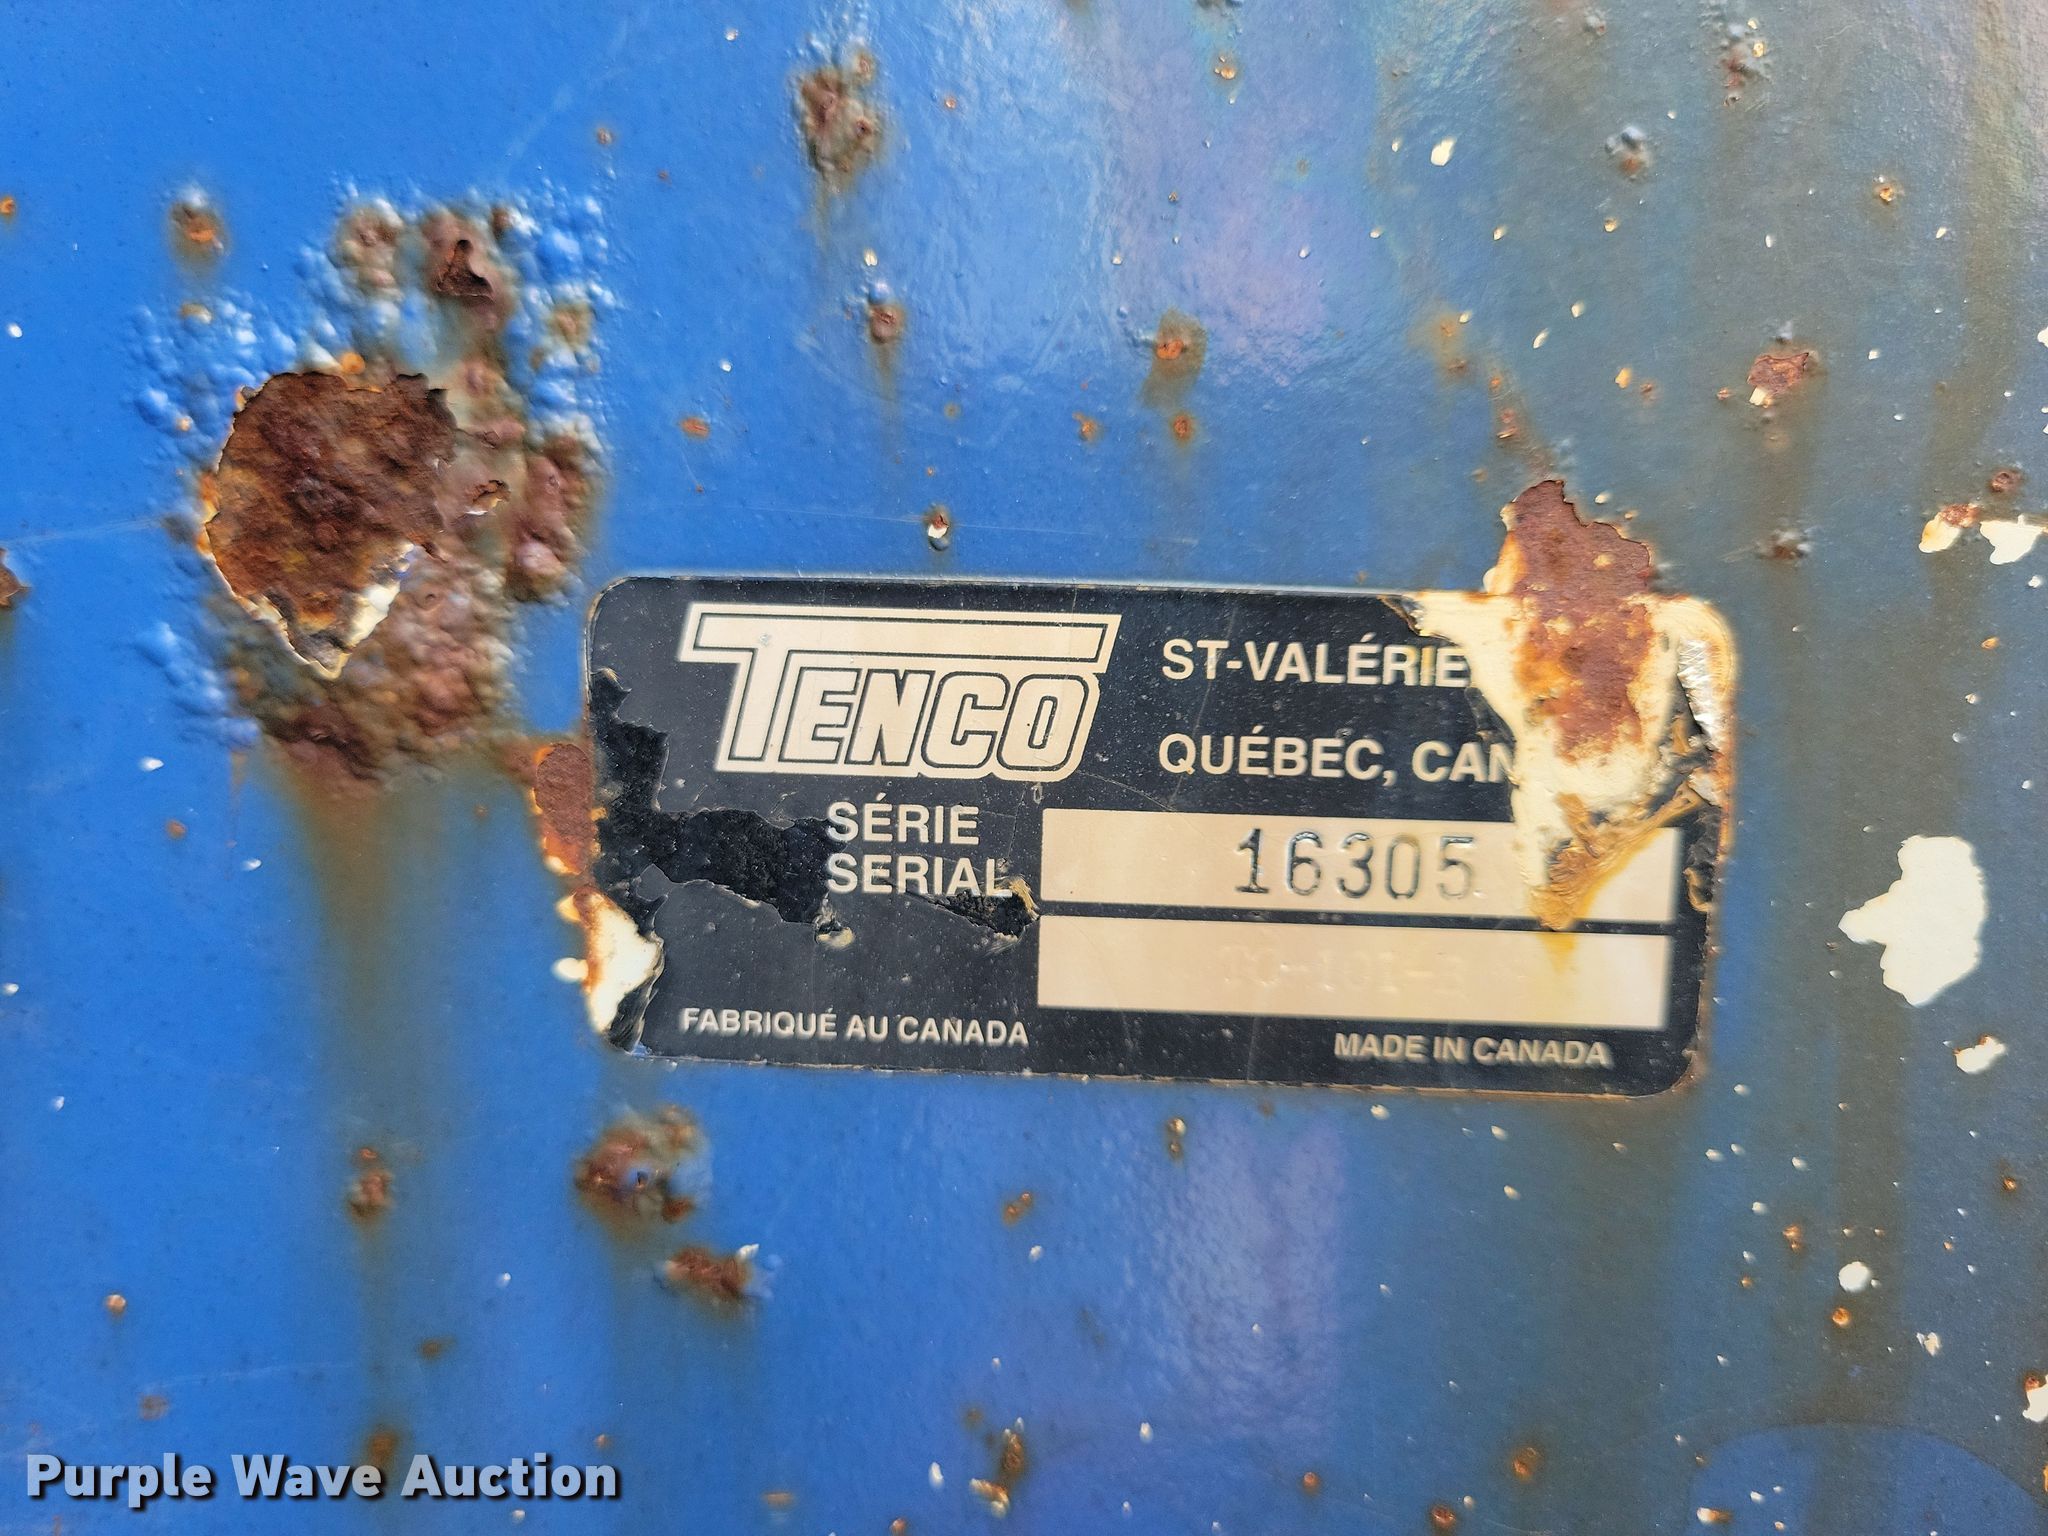 TENCO
ST-VALÉRIE
QUÉBEC, CAN
SÉRIE
SERIAL
16305
FABRIQUÉ AU CANADA
MADE IN CANADA
Purple Wave Auction